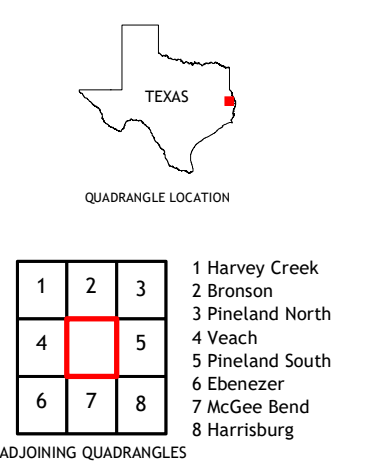 TEXAS
QUADRANGLE LOCATION
1 2 3
4 5
6 7 8
ADJOINING QUADRANGLES
1 Harvey Creek
2 Bronson
3 Pineland North
4 Veach
5 Pineland South
6 Ebenezer
7 McGee Bend
8 Harrisburg